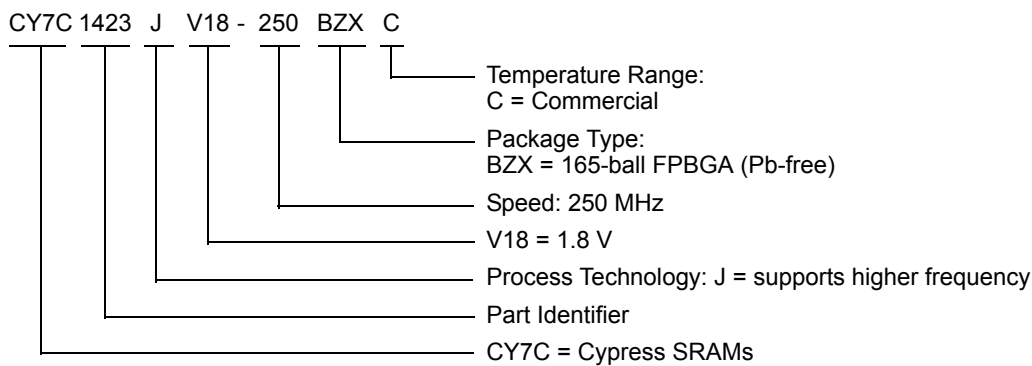 CY7C 1423 J V18 - 250 BZX C
Temperature Range:
C = Commercial
Package Type:
BZX = 165-ball FPBGA (Pb-free)
Speed: 250 MHz
V18 = 1.8 V
Process Technology: J = supports higher frequency
Part Identifier
CY7C = Cypress SRAMs